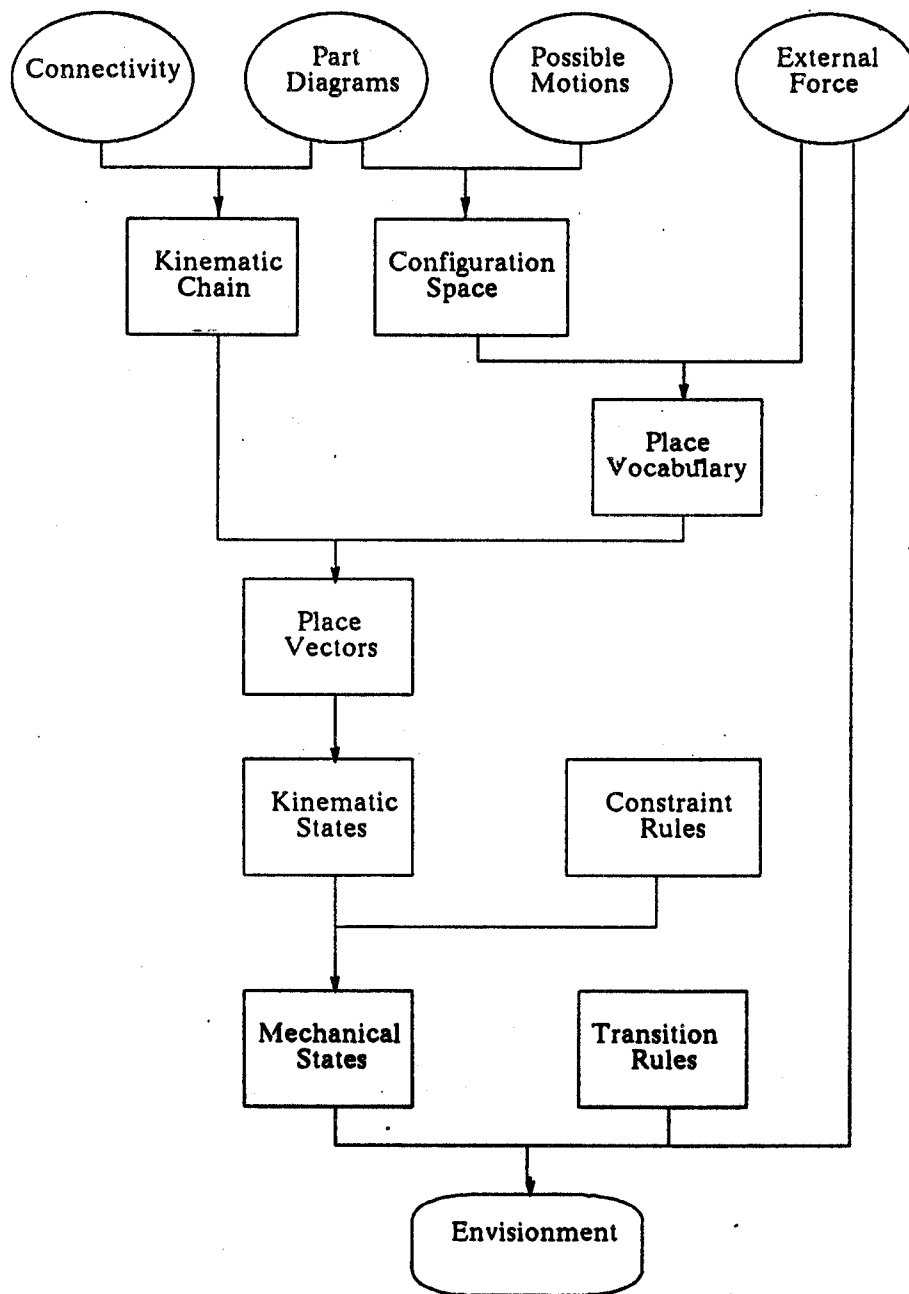 Connectivity
Part
Diagrams
Possible
Motions
External
Force
Kinematic
Chain
Configuration
Space
Place
Vocabulary
Place
Vectors
Kinematic
States
Constraint
Rules
Mechanical
States
Transition
Rules
Envisionment